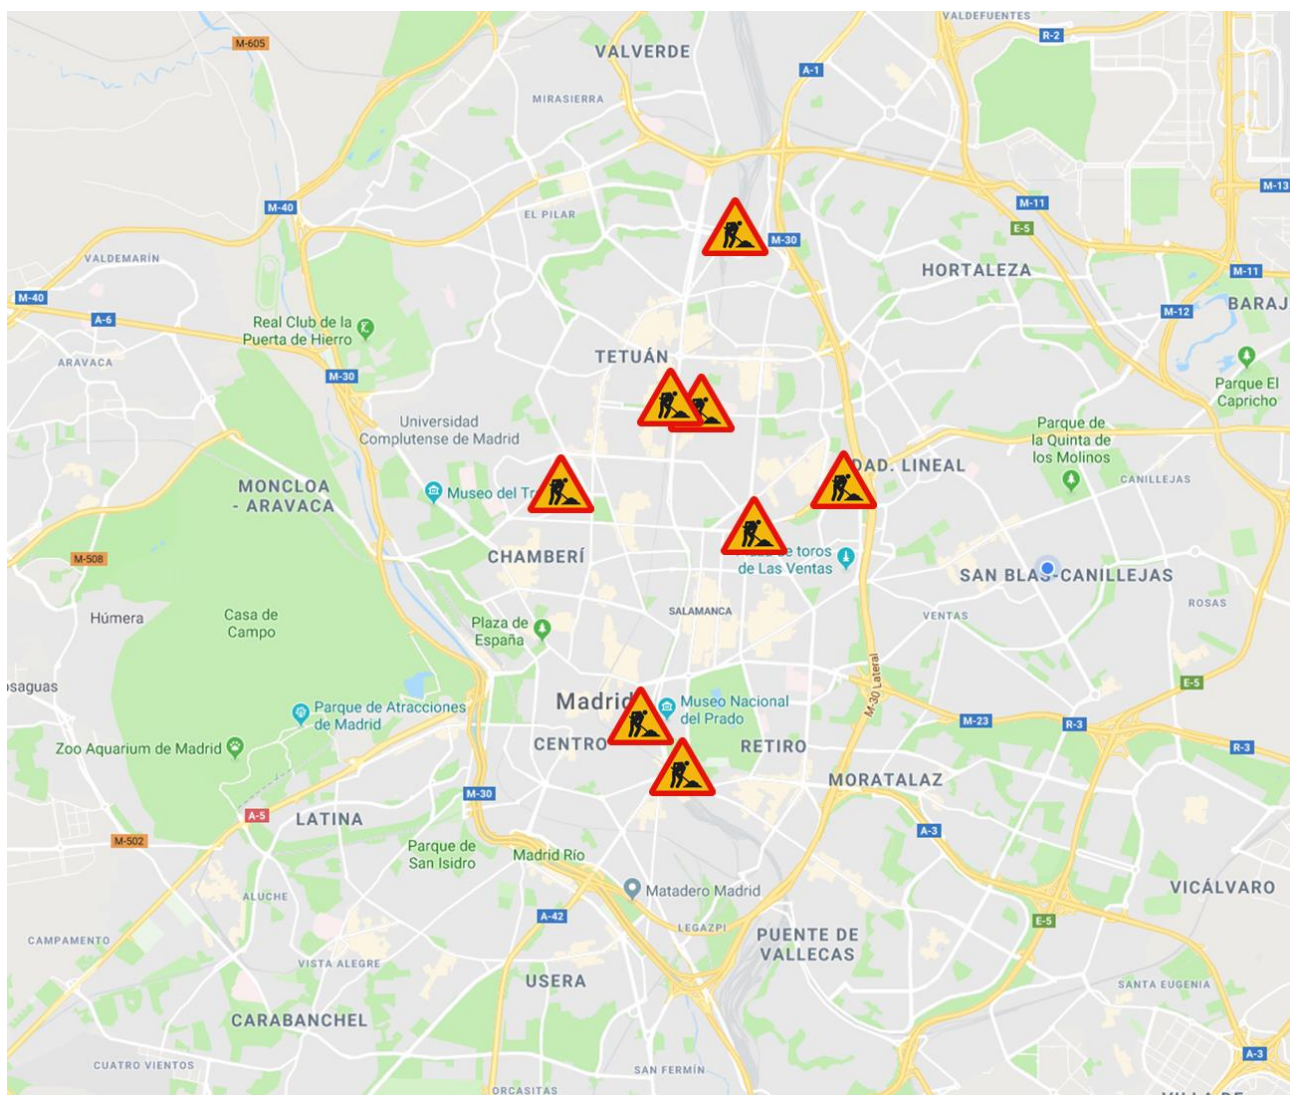 VALDEFUENTES
M-605
R-2
VALVERDE
A-1
MIRASIERRA
M-13
M-40
EL PILAR
M-11
E-5
M-30
VALDEMARÍN
HORTALEZA
M-11
M-40
BARAJ
A-6
M-12
Real Club de la
Puerta de Hierro
TETUÁN
ARAVACA
M-30
Parque El
Capricho
Universidad
Complutense de Madrid
Parque de
la Quinta de
los Molinos
DAD. LINEAL
CANILLEJAS
MONCLOA
- ARAVACA
Museo del Tr
M-508
CHAMBERÍ
de toros
de Las Ventas
SAN BLAS-CANILLEJAS
ROSAS
Húmera
Casa de
Campo
SALAMANCA
VENTAS
Plaza de
España
osaguas
M-30 Lateral
E-5
Madrid
Museo Nacional
del Prado
Parque de Atracciones
de Madrid
M-23
R-3
R-3
Zoo Aquarium de Madrid
CENTRO
RETIRO
MORATALAZ
M-30
A-5
LATINA
M-502
A-3
Parque de
San Isidro
Madrid Río
Matadero Madrid
VICÁLVARO
ALUCHE
A-42
LEGAZPI
E-5
CAMPAMENTO
PUENTE DE
VALLECAS
VISTA ALEGRE
USERA
SANTA EUGENIA
CARABANCHEL
A-3
CUATRO VIENTOS
SAN FERMÍN
ORCASITAS
VILLA DE